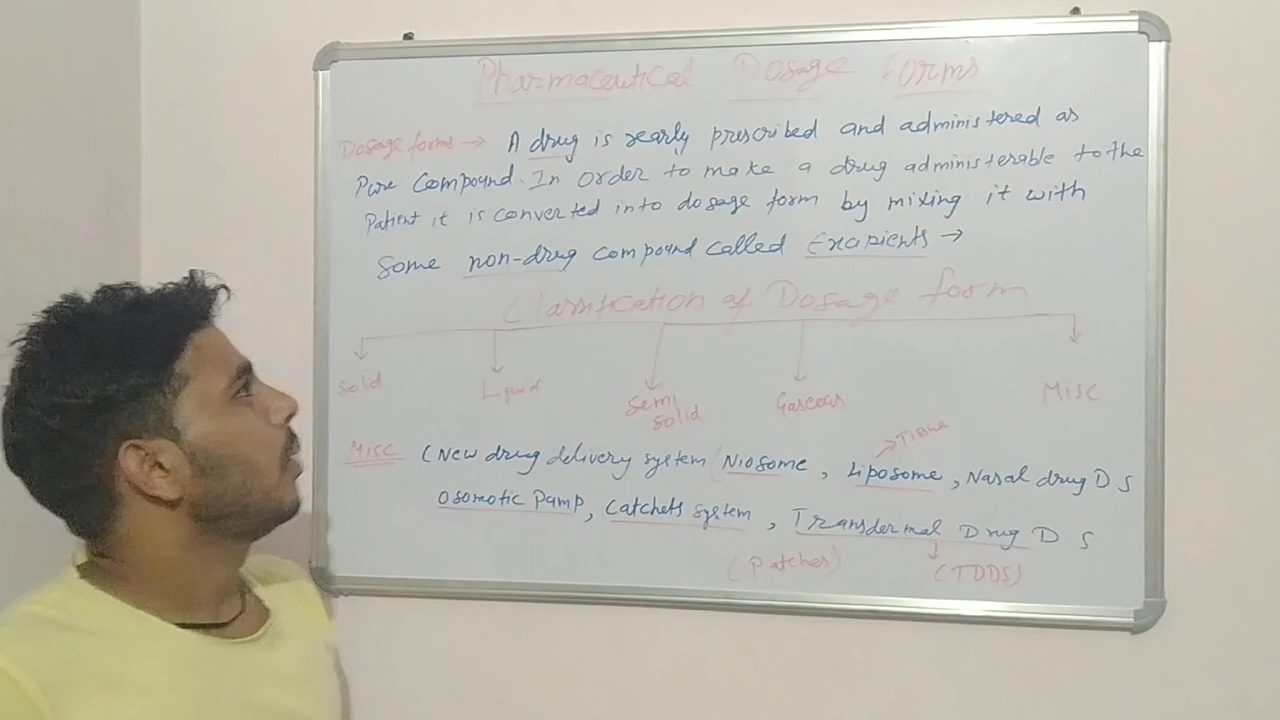 Pharmaceutical Dosage Forms
Dosage forms → A drug is rearly prescribed and administered as
Pure Compound. In order to make a drug administerable to the
Patient it is converted into dosage form by mixing it with
Some non-drug compound called Excipients →
Classification of Dosage form
Solid Liquid Semi solid Gaseous MISC
→ Tissue
MISC (New drug delivery system (Niosome, Liposome, Nasal drug D S
Osomotic Pump, Catchets System, Transdermal Drug D S
(Patches) (TDDS)